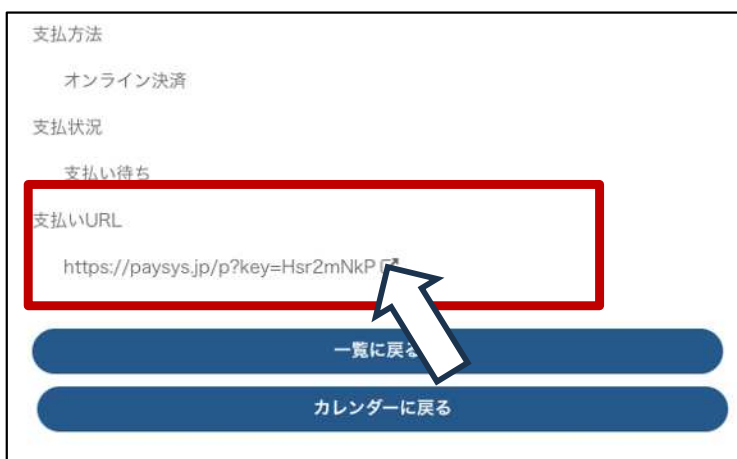 支払方法
オンライン決済
支払状況
支払い待ち
支払いURL
https://paysys.jp/p?key=Hsr2mNkP
一覧に戻る
カレンダーに戻る